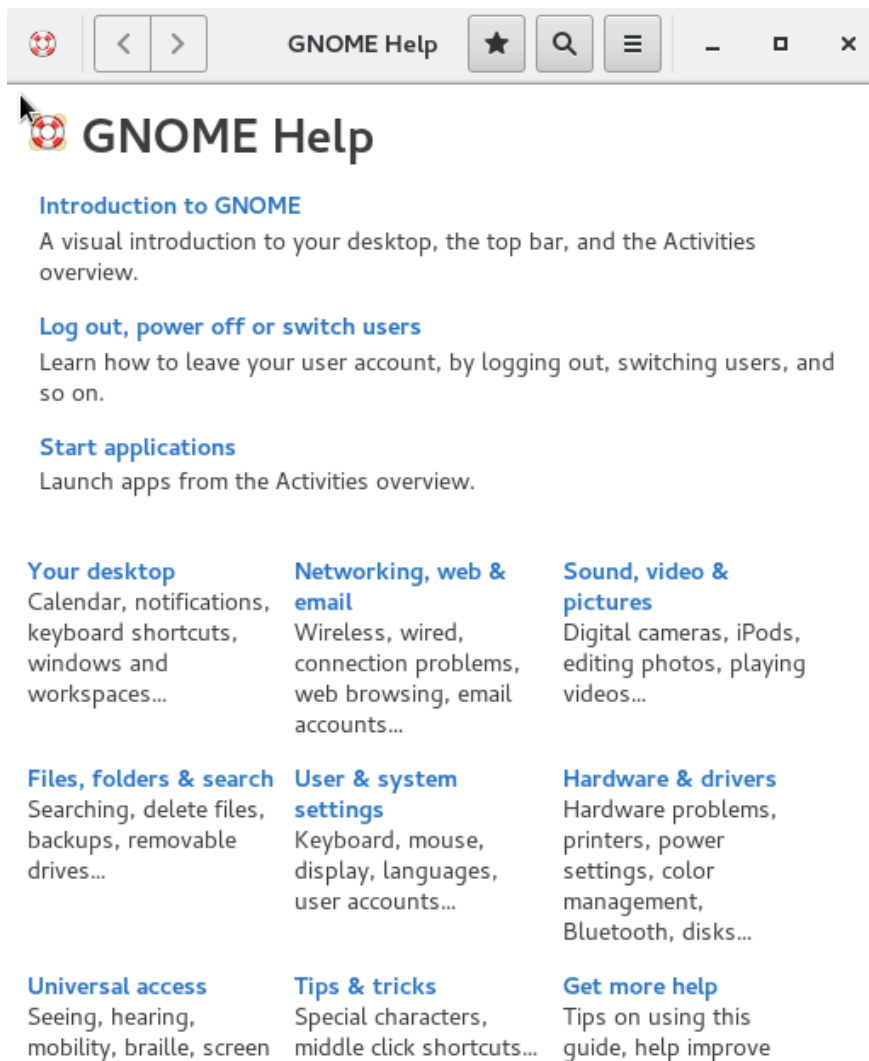 GNOME Help
GNOME Help
Introduction to GNOME
A visual introduction to your desktop, the top bar, and the Activities
overview.
Log out, power off or switch users
Learn how to leave your user account, by logging out, switching users, and
so on.
Start applications
Launch apps from the Activities overview.
Your desktop
Calendar, notifications,
keyboard shortcuts,
windows and
workspaces…
Networking, web &
email
Wireless, wired,
connection problems,
web browsing, email
accounts…
Sound, video &
pictures
Digital cameras, iPods,
editing photos, playing
videos…
Files, folders & search
Searching, delete files,
backups, removable
drives…
User & system
settings
Keyboard, mouse,
display, languages,
user accounts…
Hardware & drivers
Hardware problems,
printers, power
settings, color
management,
Bluetooth, disks…
Universal access
Seeing, hearing,
mobility, braille, screen
Tips & tricks
Special characters,
middle click shortcuts…
Get more help
Tips on using this
guide, help improve